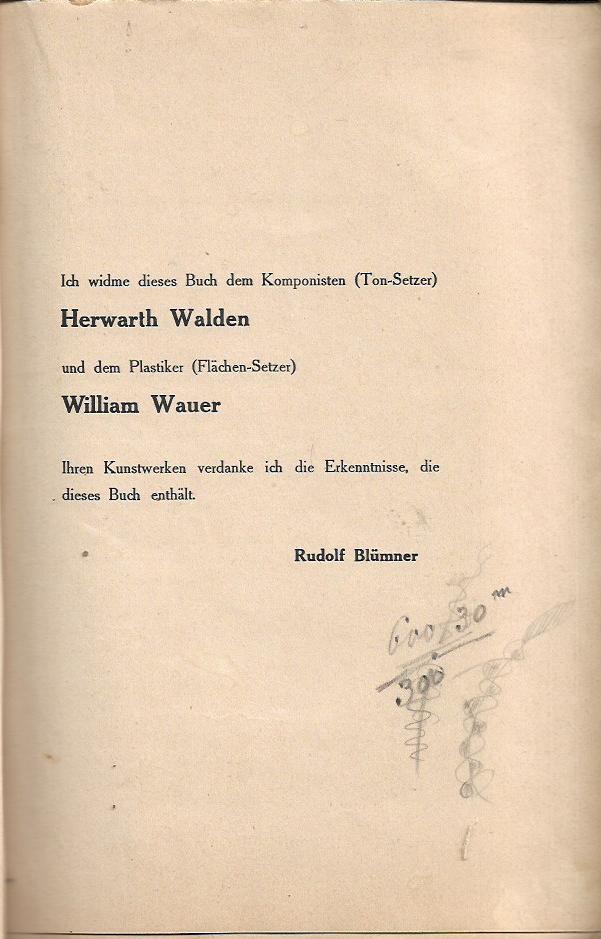 Ich widme dieses Buch dem Komponisten (Ton-Setzer)
Herwarth Walden
und dem Plastiker (Flächen-Setzer)
William Wauer
Ihren Kunstwerken verdanke ich die Erkenntnisse, die
dieses Buch enthält.
Rudolf Blümner
300